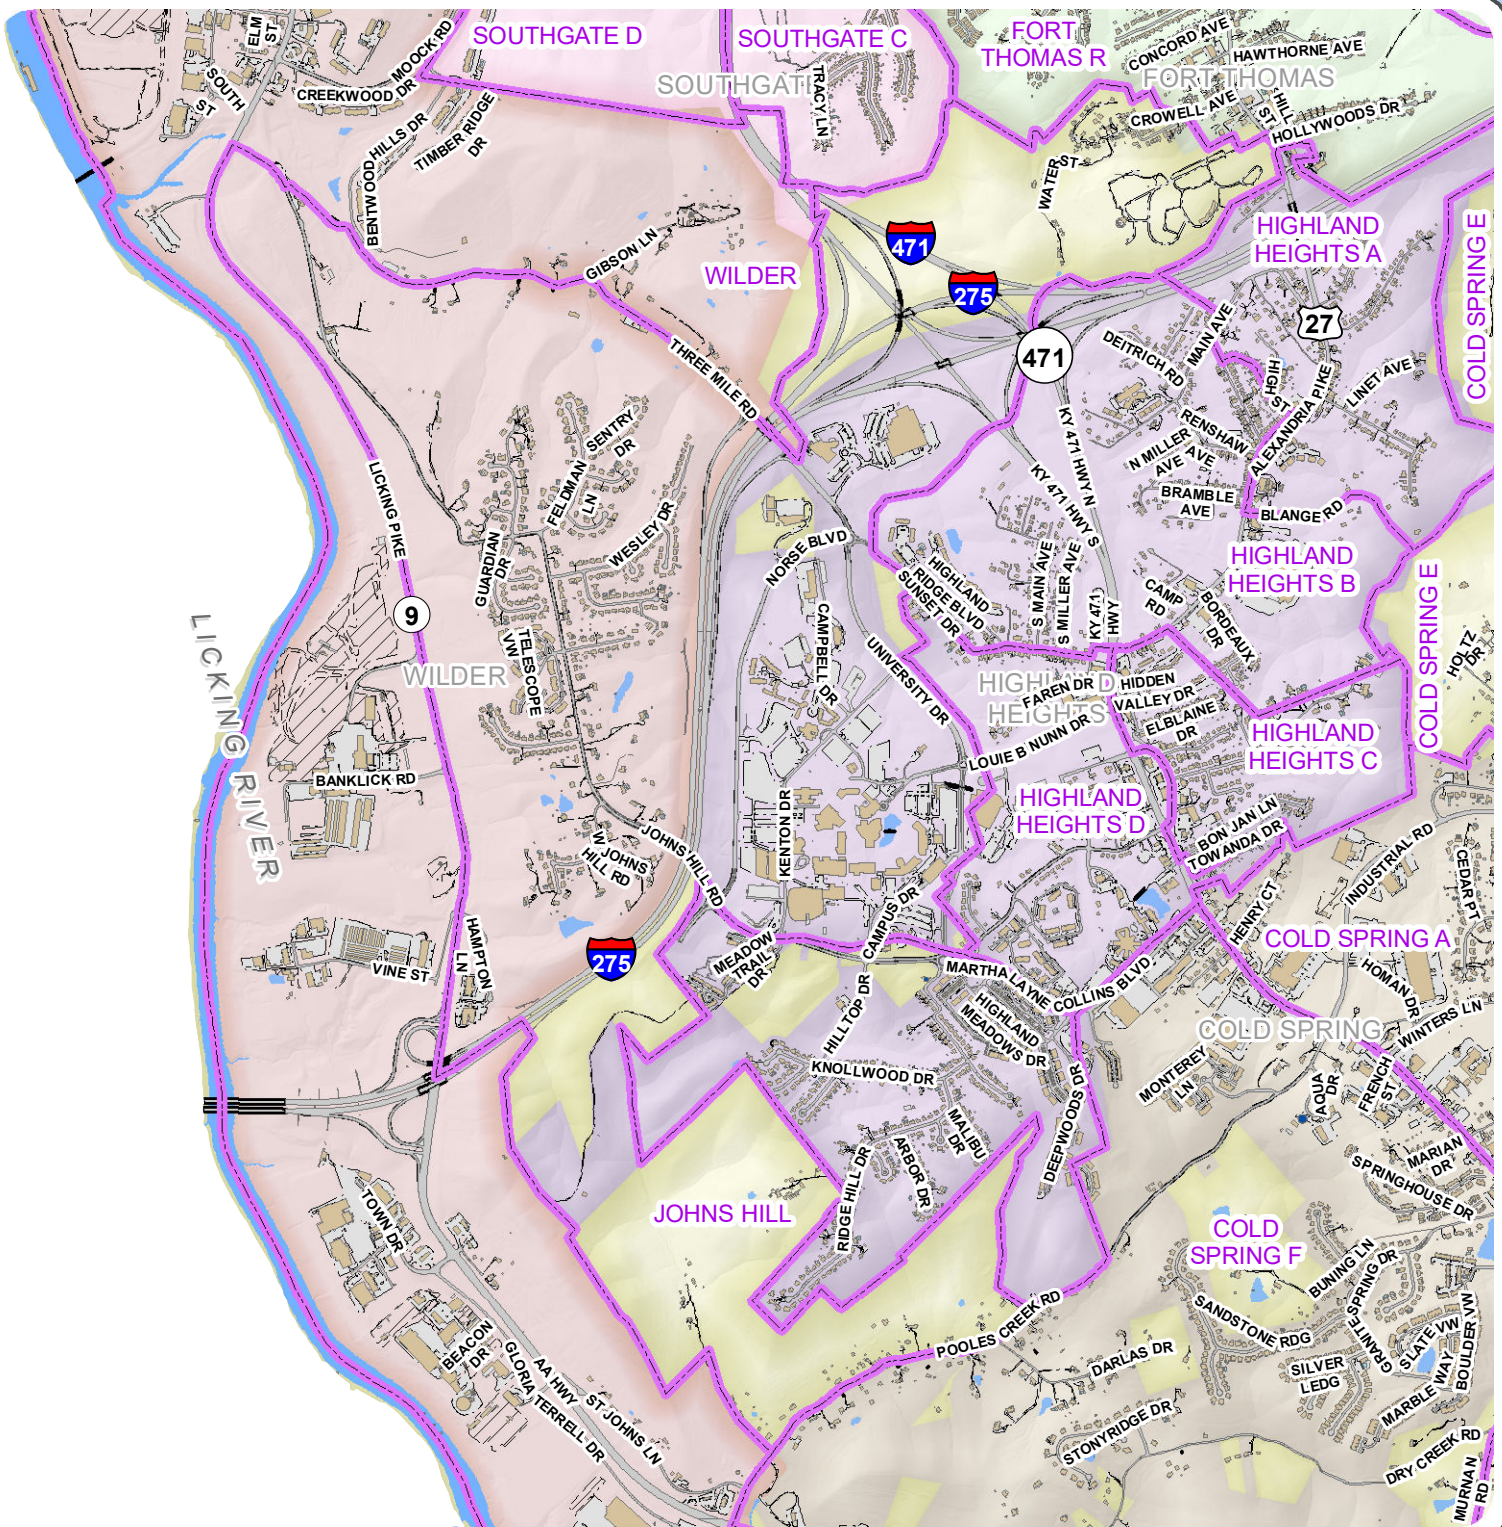 ELM
ST
SOUTHGATE D
SOUTHGATE C
FORT
THOMAS R
CONCORD AVE
HAWTHORNE AVE
FORT THOMAS
SOUTHGATE
MOOCK RD
SOUTH
ST
CREEKWOOD DR
TRACY LN
CROWELL AVE
HILL
ST
HOLLYWOODS DR
BENTWOOD HILLS DR
TIMBER RIDGE
DR
WATER ST
GIBSON LN
WILDER
471
275
HIGHLAND
HEIGHTS A
COLD SPRING E
27
471
THREE MILE RD
DEITRICH RD
MAIN AVE
HIGH
ST
LINET AVE
ALEXANDRIA PIKE
RENSHAW
AVE
N MILLER
AVE
BRAMBLE
AVE
BLANGE RD
SENTRY
DR
FELDMAN
LN
WESLEY DR
GUARDIAN
DR
LICKING PIKE
KY 471 HWY N
KY 471 HWY S
NORSE BLVD
HIGHLAND
RIDGE BLVD
SUNSET DR
S MAIN AVE
S MILLER AVE
KY 471
HWY
CAMP
RD
BORDEAUX
DR
HIGHLAND
HEIGHTS B
COLD SPRING E
HOLTZ
DR
9
LICKING RIVER
WILDER
TELESCOPE
VW
CAMPBELL DR
UNIVERSITY DR
HIGHLAND
HEIGHTS
FAREN DR
HIDDEN
VALLEY DR
ELBLAINE
DR
LOUIE B NUNN DR
HIGHLAND
HEIGHTS C
HIGHLAND
HEIGHTS D
BANKLICK RD
KENTON DR
JOHNS HILL RD
W JOHNS
HILL RD
BON JAN LN
TOWANDA DR
INDUSTRIAL RD
CEDAR PT
HENRY CT
COLD SPRING A
VINE ST
HAMPTON
LN
275
MEADOW
TRAIL
DR
CAMPUS DR
MARTHA LAYNE COLLINS BLVD
HOMAN DR
HILLTOP DR
HIGHLAND
MEADOWS DR
COLD SPRING
WINTERS LN
KNOLLWOOD DR
MONTEREY
LN
AQUA
DR
FRENCH
ST
DEEPWOODS DR
MALIBU
DR
ARBOR DR
RIDGE HILL DR
MARIAN
DR
SPRINGHOUSE DR
JOHNS HILL
COLD
SPRING F
TOWN DR
BUNING LN
GRANITE SPRING DR
SANDSTONE RDG
SLATE VW
BOULDER VW
MARBLE WAY
SILVER
LEDG
POOLES CREEK RD
DARLAS DR
BEACON
DR
GLORIA TERRELL DR
AA HWY
ST JOHNS LN
STONYRIDGE DR
DRY CREEK RD
MURNAN
RD